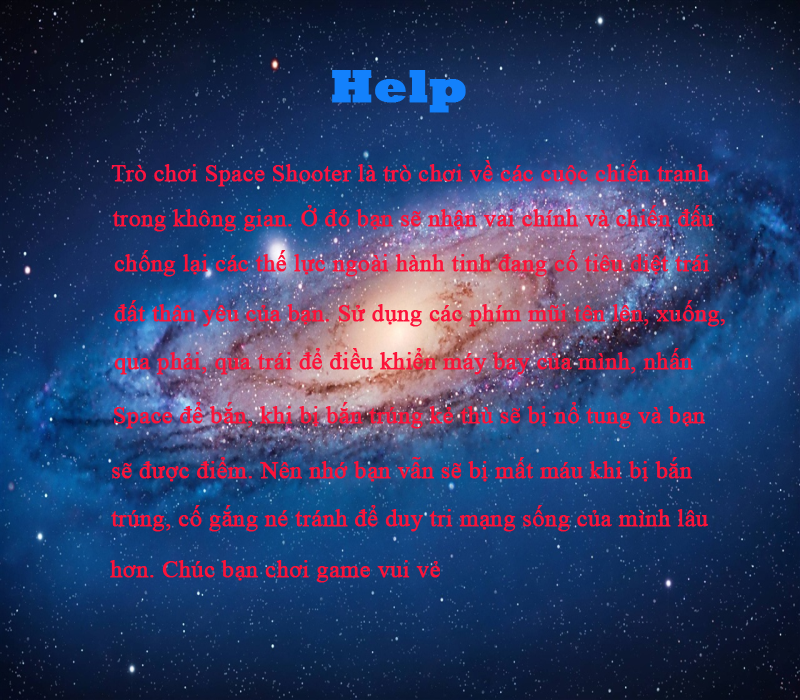 Help
Trò chơi Space Shooter là trò chơi về các cuộc chiến tranh
trong không gian. Ở đó bạn sẽ nhận vai chính và chiến đấu
chống lại các thế lực ngoài hành tinh đang cố tiêu diệt trái
đất thân yêu của bạn. Sử dụng các phím mũi tên lên, xuống,
qua phải, qua trái để điều khiển máy bay của mình, nhấn
Space để bắn, khi bị bắn trúng kẻ thù sẽ bị nổ tung và bạn
sẽ được điểm. Nên nhớ bạn vẫn sẽ bị mất máu khi bị bắn
trúng, cố gắng né tránh để duy trì mạng sống của mình lâu
hơn. Chúc bạn chơi game vui vẻ